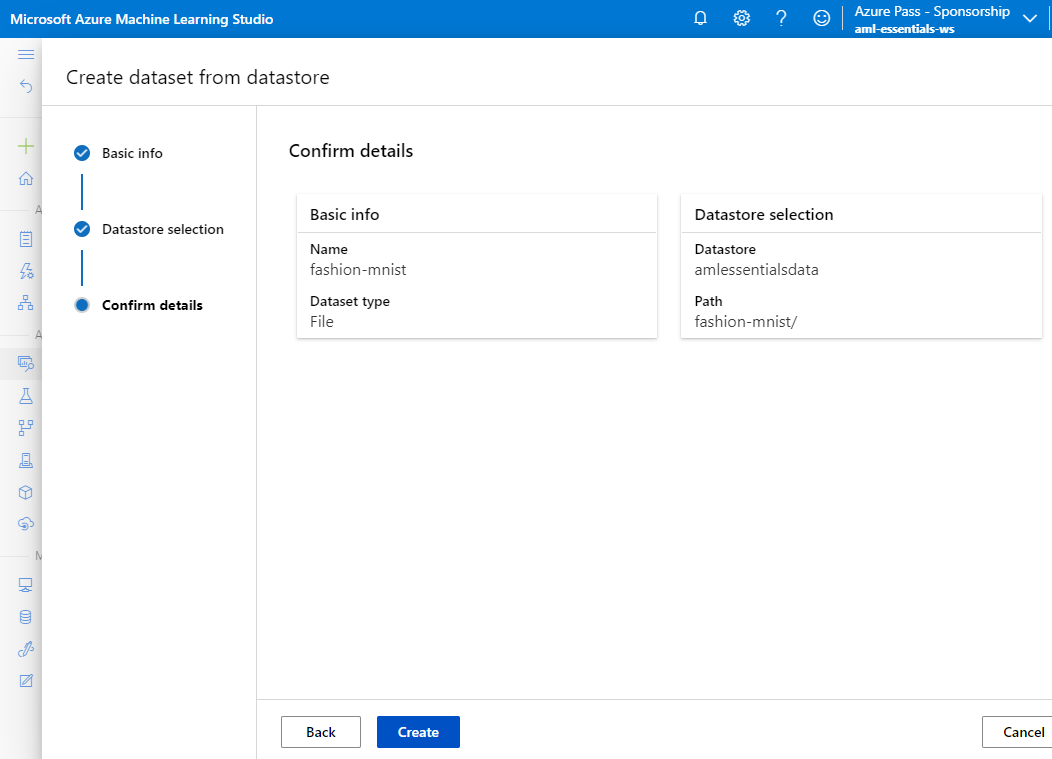 Microsoft Azure Machine Learning Studio
Azure Pass - Sponsorship
aml-essentials-ws
Create dataset from datastore
Basic info
Datastore selection
Confirm details
Confirm details
Basic info
Name
fashion-mnist
Dataset type
File
Datastore selection
Datastore
amlessentialsdata
Path
fashion-mnist/
A
A
M
Back
Create
Cancel